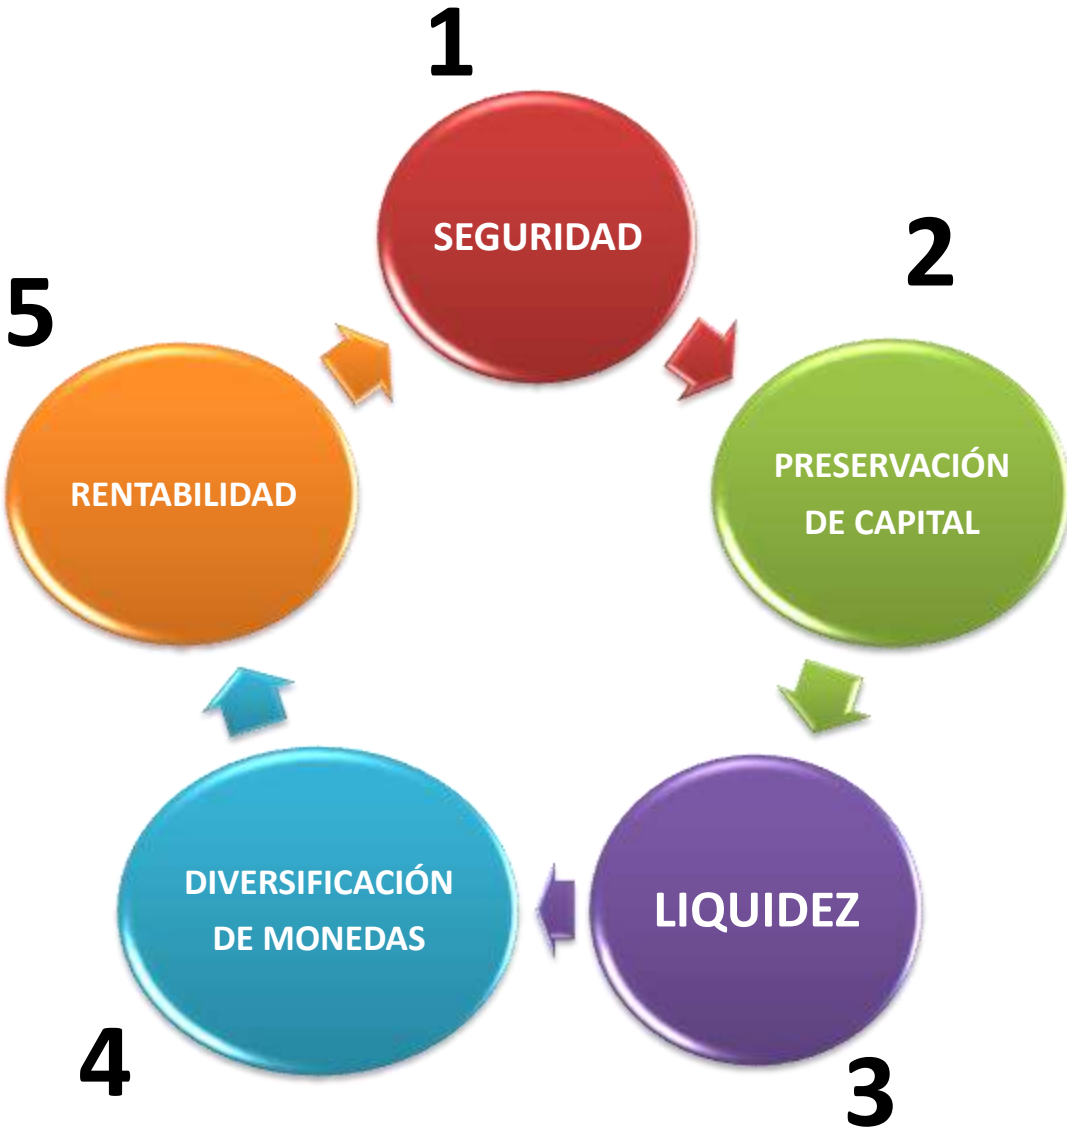 1
SEGURIDAD
2
PRESERVACIÓN
DE CAPITAL
3
LIQUIDEZ
4
DIVERSIFICACIÓN
DE MONEDAS
5
RENTABILIDAD